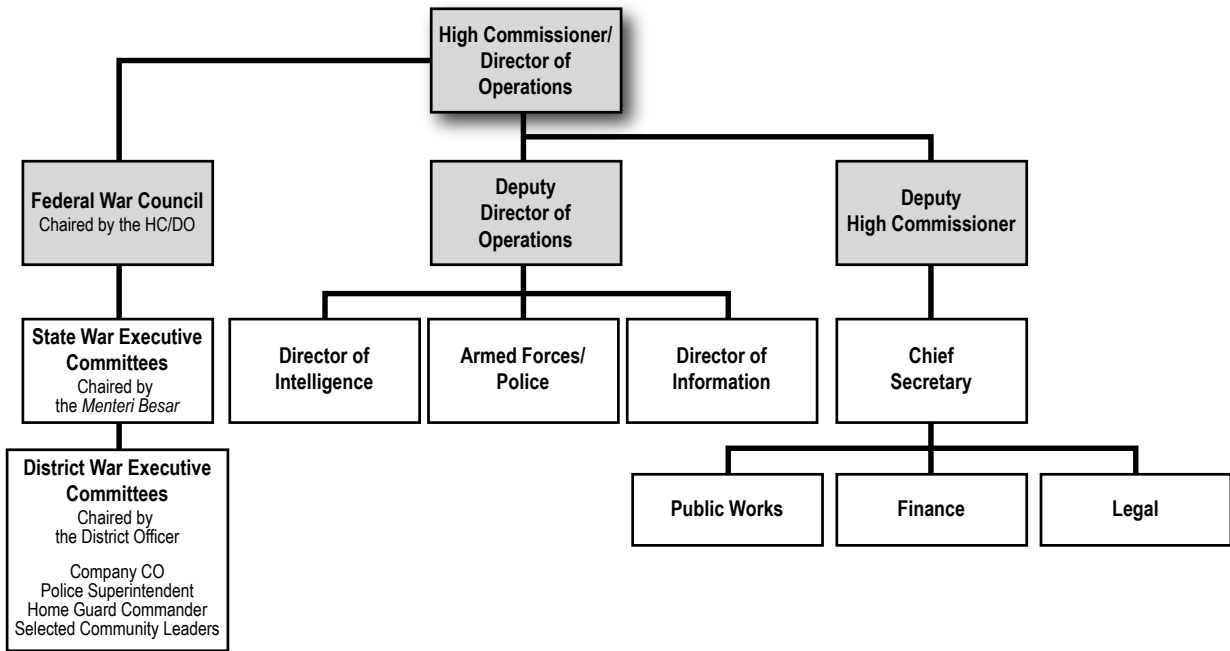 High Commissioner/
Director of
Operations
Federal War Council
Chaired by the HC/DO
Deputy
Director of
Operations
Deputy
High Commissioner
State War Executive
Committees
Chaired by
the Menteri Besar
Director of
Intelligence
Armed Forces/
Police
Director of
Information
Chief
Secretary
District War Executive
Committees
Chaired by
the District Officer
Company CO
Police Superintendent
Home Guard Commander
Selected Community Leaders
Public Works
Finance
Legal